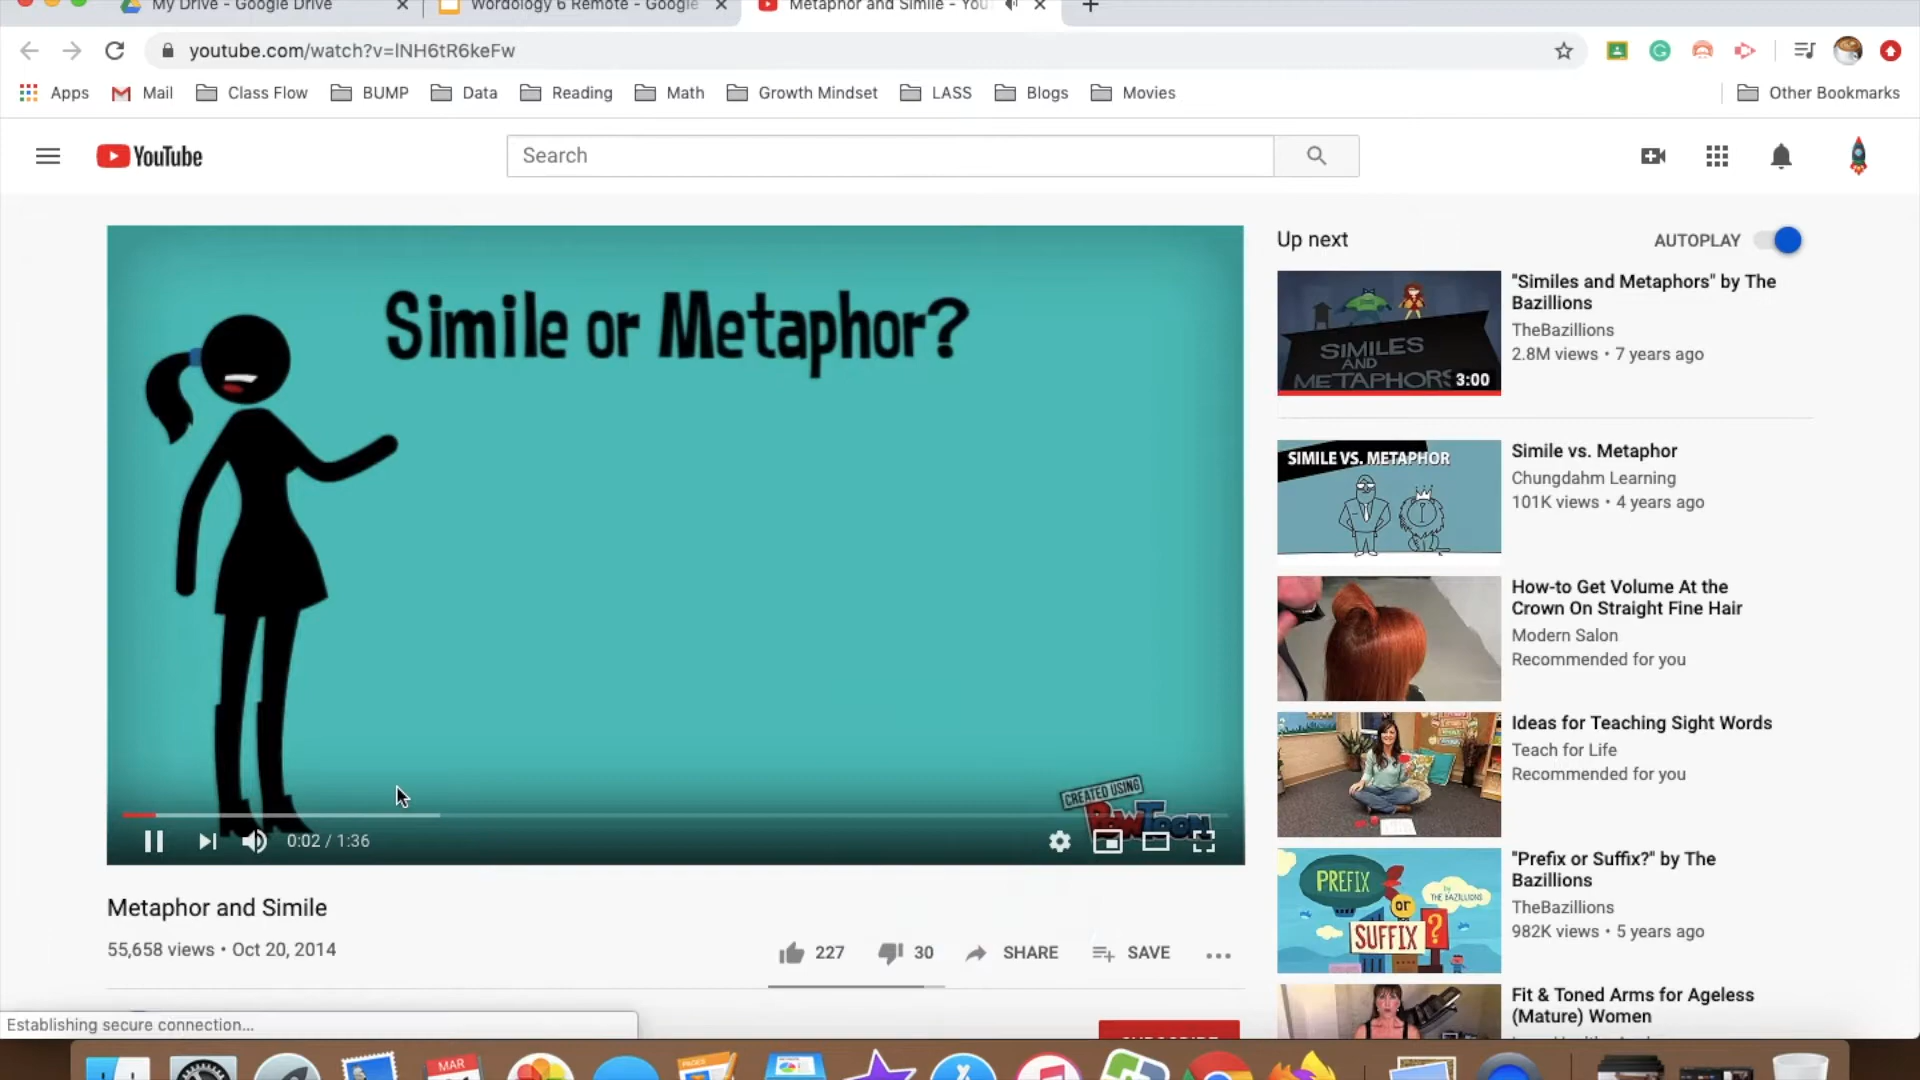 My Drive - Google Drive
Wordology 6 Remote - Google
Metaphor and Simile - You
youtube.com/watch?v=lNH6tR6keFw
Apps
Mail
Class Flow
BUMP
Data
Reading
Math
Growth Mindset
LASS
Blogs
Movies
Other Bookmarks
YouTube
Search
Simile or Metaphor?
CREATED USING
POWTOON
0:02 / 1:36
Metaphor and Simile
55,658 views • Oct 20, 2014
227
30
SHARE
SAVE
Establishing secure connection...
Up next
AUTOPLAY
SIMILES
AND
METAPHORS
3:00
"Similes and Metaphors" by The
Bazillions
TheBazillions
2.8M views • 7 years ago
SIMILE VS. METAPHOR
Simile vs. Metaphor
Chungdahm Learning
101K views • 4 years ago
How-to Get Volume At the
Crown On Straight Fine Hair
Modern Salon
Recommended for you
Ideas for Teaching Sight Words
Teach for Life
Recommended for you
PREFIX
by
THE BAZILLIONS
or
SUFFIX
?
"Prefix or Suffix?" by The
Bazillions
TheBazillions
982K views • 5 years ago
Fit & Toned Arms for Ageless
(Mature) Women
MAR
PAGES